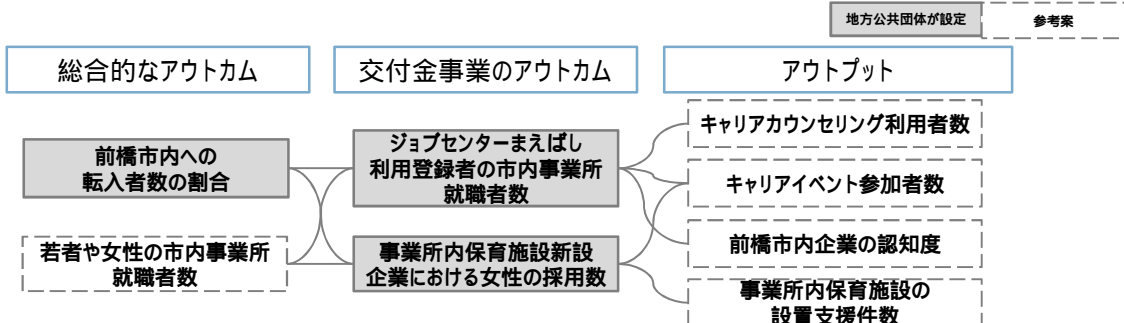 地方公共団体が設定
参考案
総合的なアウトカム
交付金事業のアウトカム
アウトプット
前橋市内への
転入者数の割合
若者や女性の市内事業所
就職者数
ジョブセンターまえばし
利用登録者の市内事業所
就職者数
事業所内保育施設新設
企業における女性の採用数
キャリアカウンセリング利用者数
キャリアイベント参加者数
前橋市内企業の認知度
事業所内保育施設の
設置支援件数